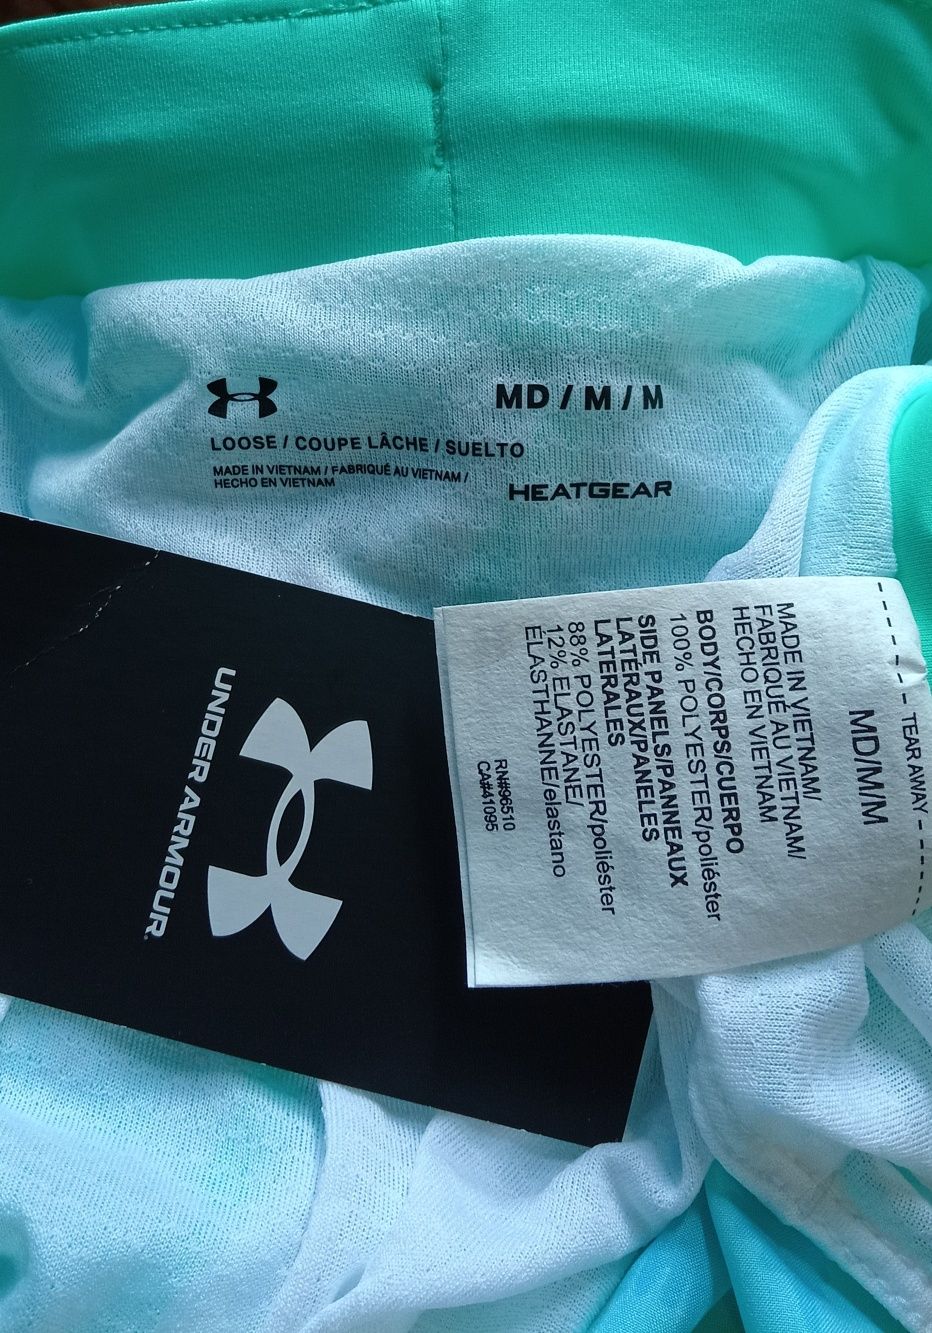 MD / M / M
LOOSE / COUPE LÂCHE / SUELTO
MADE IN VIETNAM / FABRIQUÉ AU VIETNAM /
HECHO EN VIETNAM
HEATGEAR
UNDER ARMOUR.
TEAR AWAY
MD/M/M
MADE IN VIETNAM/
FABRIQUÉ AU VIETNAM/
HECHO EN VIETNAM
BODY/CORPS/CUERPO
100% POLYESTER/poliéster
SIDE PANELS/PANNEAUX
LATÉRAUX/PANELES
LATERALES
88% POLYESTER/poliéster
12% ELASTANE/
ÉLASTHANNE/elastano
RN#96510
CA#41095